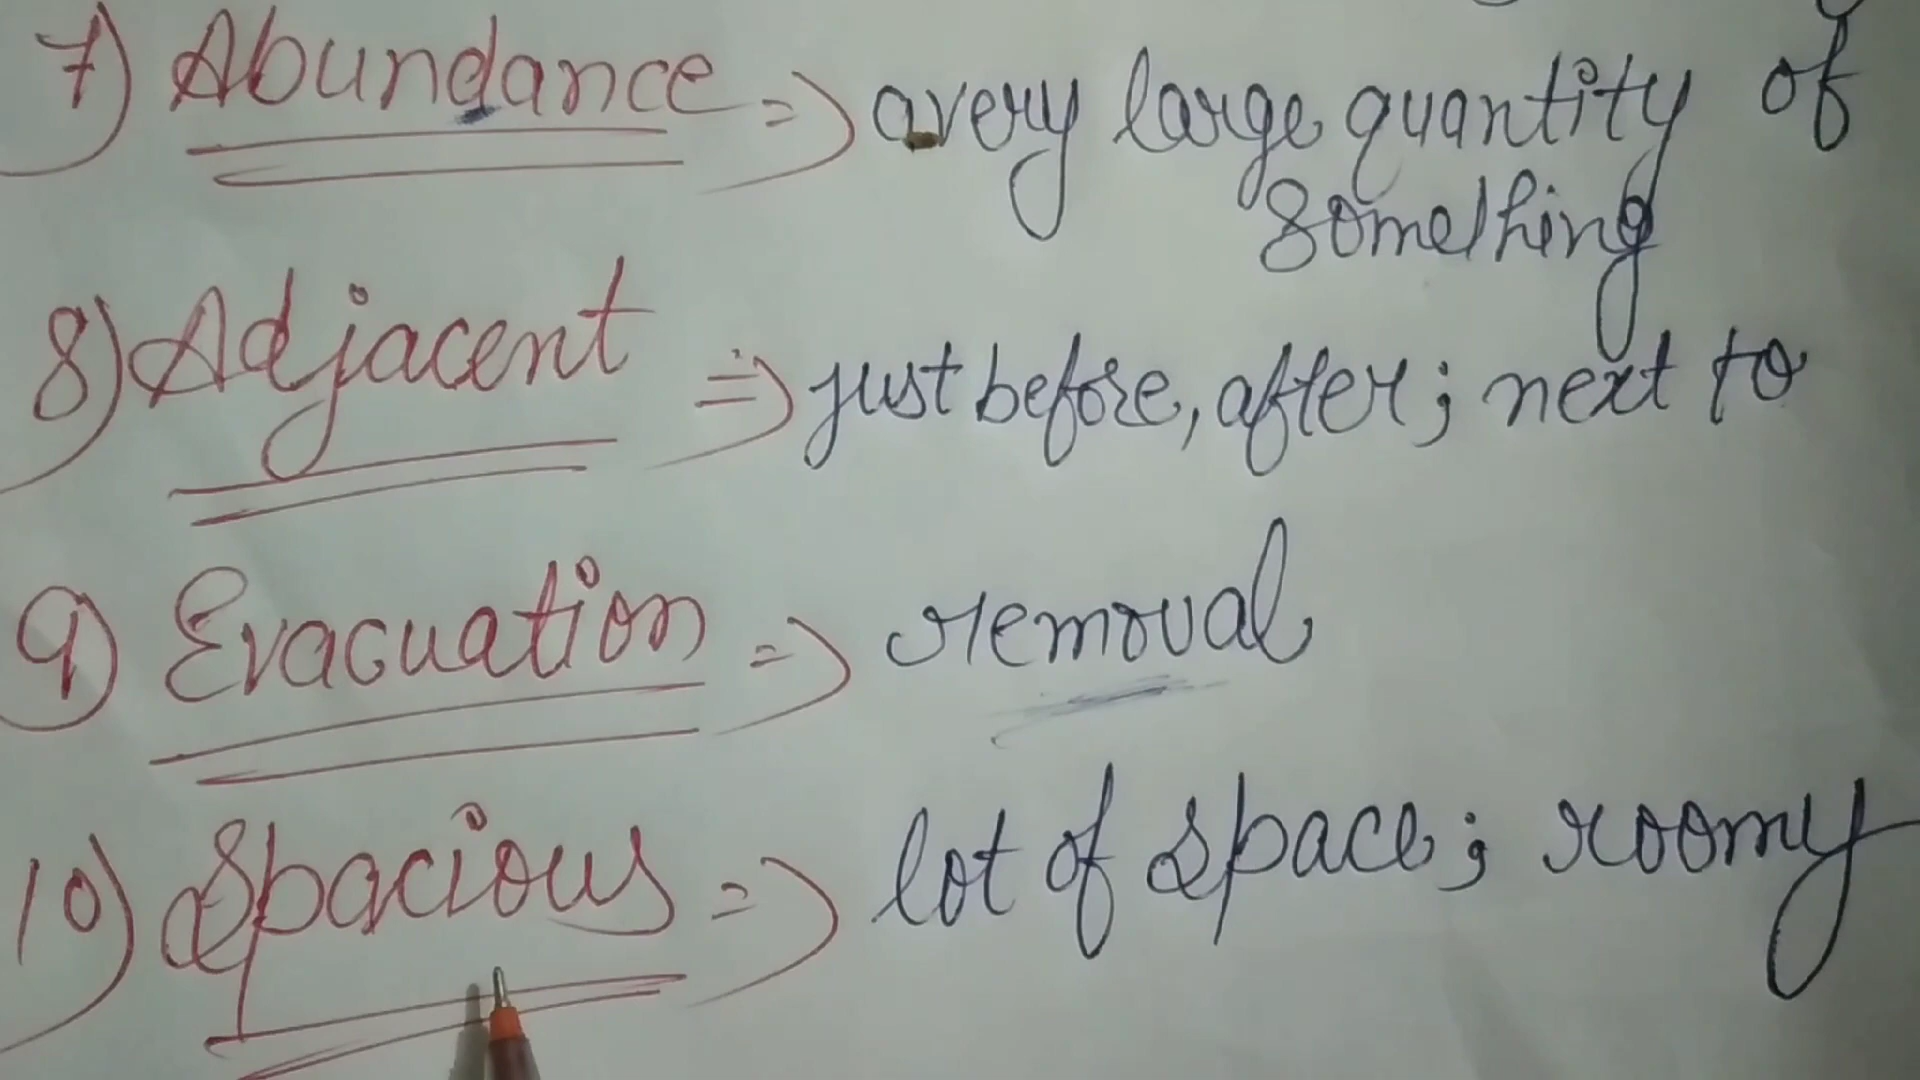 7) Abundance => a very large quantity of
something
8) Adjacent => just before, after; next to
9) Evacuation => removal
10) Spacious => lot of space; roomy